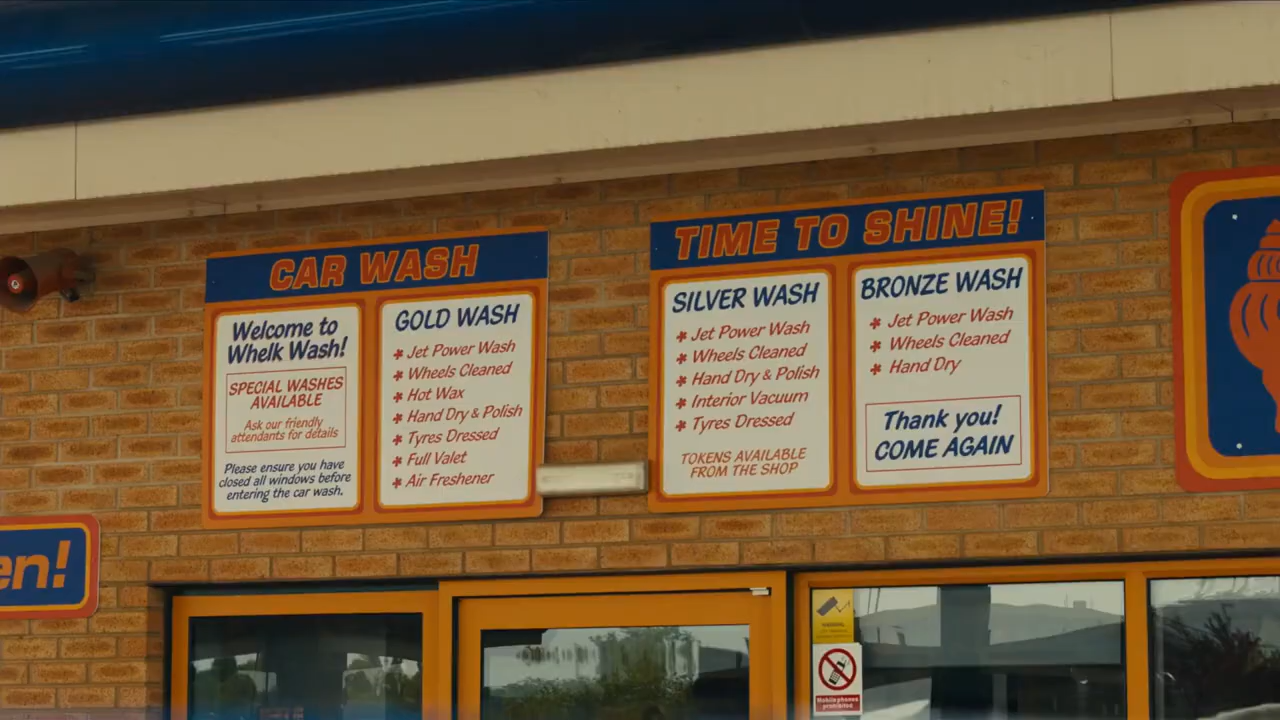 CAR WASH
Welcome to
Whelk Wash!
SPECIAL WASHES
AVAILABLE
Ask our friendly
attendants for details
Please ensure you have
closed all windows before
entering the car wash.
GOLD WASH
* Jet Power Wash
* Wheels Cleaned
* Hot Wax
* Hand Dry & Polish
* Tyres Dressed
* Full Valet
* Air Freshener
TIME TO SHINE!
SILVER WASH
* Jet Power Wash
* Wheels Cleaned
* Hand Dry & Polish
* Interior Vacuum
* Tyres Dressed
TOKENS AVAILABLE
FROM THE SHOP
BRONZE WASH
* Jet Power Wash
* Wheels Cleaned
* Hand Dry
Thank you!
COME AGAIN
en!
Mobile phones
prohibited